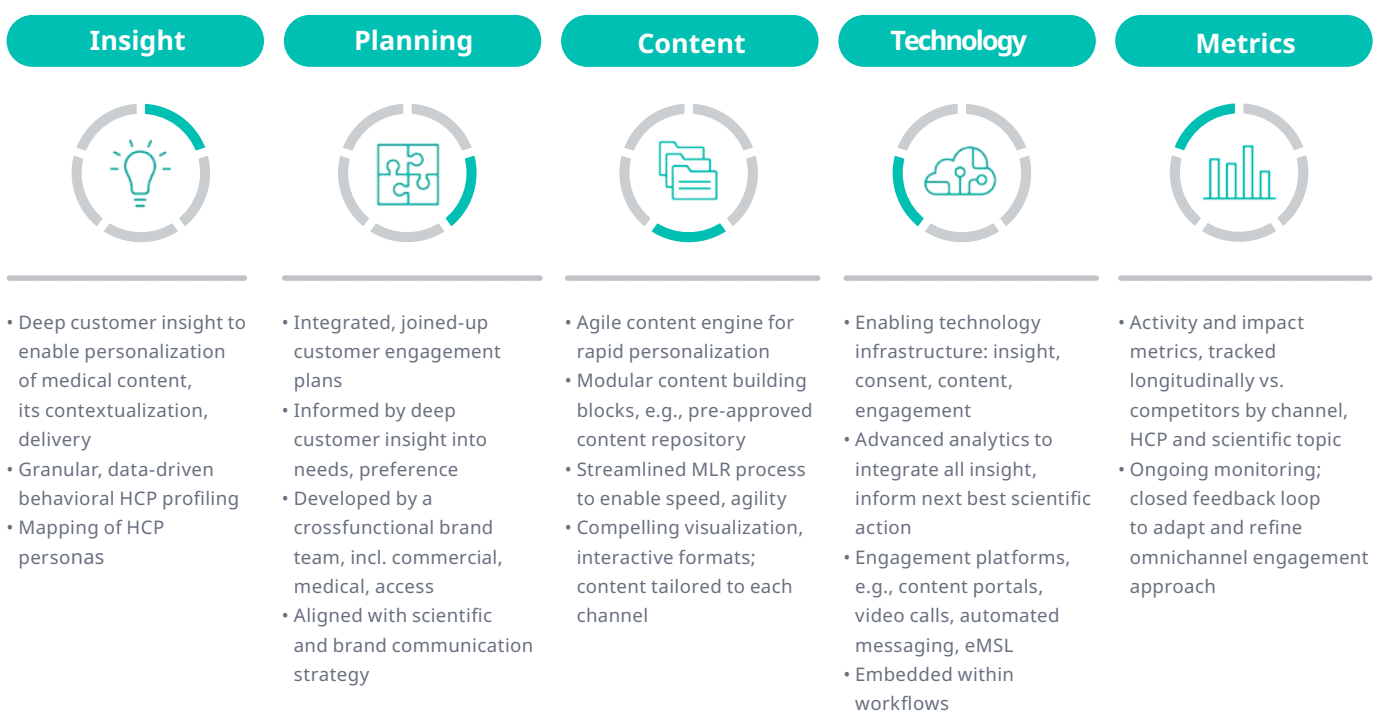 Insight
• Deep customer insight to
enable personalization
of medical content,
its contextualization,
delivery
• Granular, data-driven
behavioral HCP profiling
• Mapping of HCP
personas
Planning
• Integrated, joined-up
customer engagement
plans
• Informed by deep
customer insight into
needs, preference
• Developed by a
crossfunctional brand
team, incl. commercial,
medical, access
• Aligned with scientific
and brand communication
strategy
Content
• Agile content engine for
rapid personalization
• Modular content building
blocks, e.g., pre-approved
content repository
• Streamlined MLR process
to enable speed, agility
• Compelling visualization,
interactive formats;
content tailored to each
channel
Technology
• Enabling technology
infrastructure: insight,
consent, content,
engagement
• Advanced analytics to
integrate all insight,
inform next best scientific
action
• Engagement platforms,
e.g., content portals,
video calls, automated
messaging, eMSL
• Embedded within
workflows
Metrics
• Activity and impact
metrics, tracked
longitudinally vs.
competitors by channel,
HCP and scientific topic
• Ongoing monitoring;
closed feedback loop
to adapt and refine
omnichannel engagement
approach